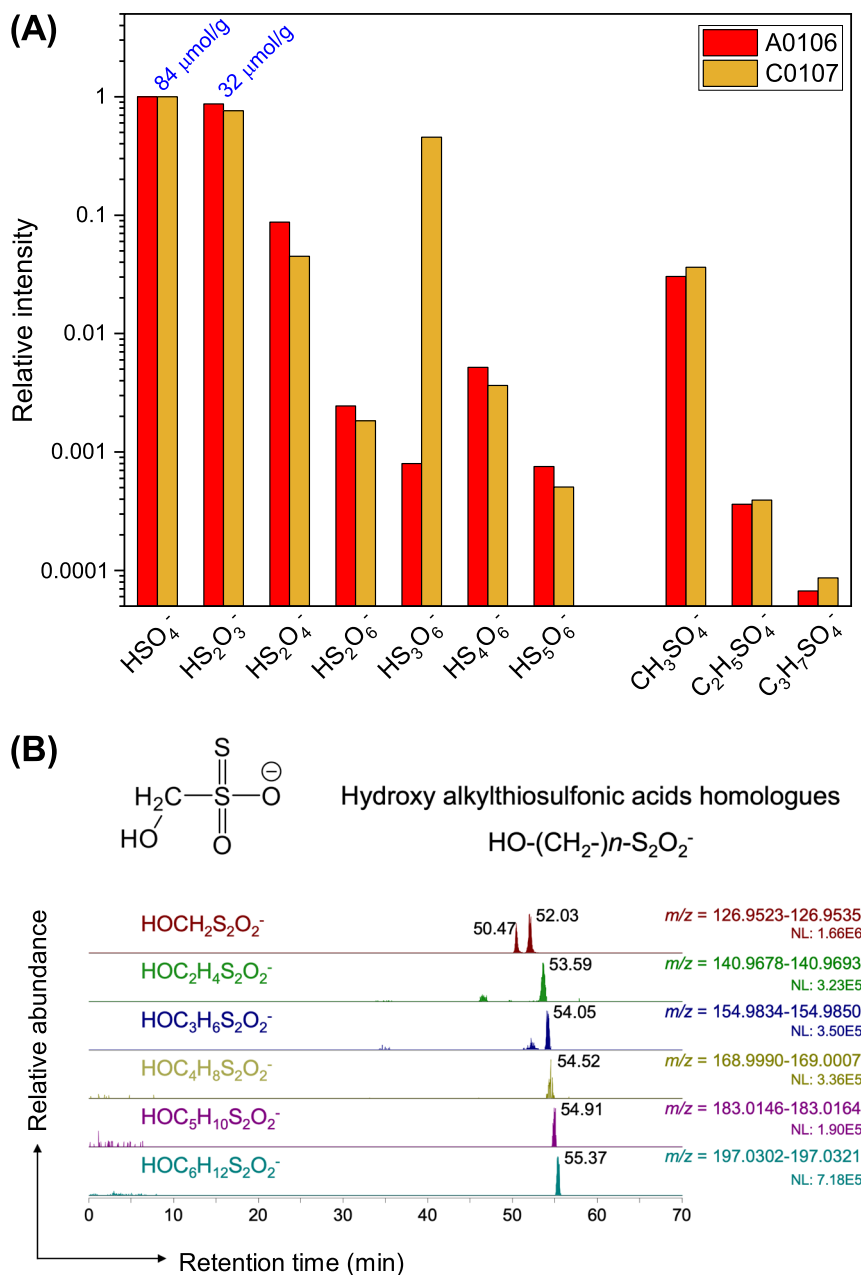 (A)
84 μmol/g
32 μmol/g
A0106
C0107
Relative intensity
1
0.1
0.01
0.001
0.0001
HSO₄⁻
HS₂O₃⁻
HS₂O₄⁻
HS₂O₆⁻
HS₃O₆⁻
HS₄O₆⁻
HS₅O₆⁻
CH₃SO₄⁻
C₂H₅SO₄⁻
C₃H₇SO₄⁻
(B)
S
H₂C S O⊖
HO O
Hydroxy alkylthiosulfonic acids homologues
HO-(CH₂-)n-S₂O₂⁻
Relative abundance
HOCH₂S₂O₂⁻ 50.47 52.03 m/z = 126.9523-126.9535
NL: 1.66E6
HOC₂H₄S₂O₂⁻ 53.59 m/z = 140.9678-140.9693
NL: 3.23E5
HOC₃H₆S₂O₂⁻ 54.05 m/z = 154.9834-154.9850
NL: 3.50E5
HOC₄H₈S₂O₂⁻ 54.52 m/z = 168.9990-169.0007
NL: 3.36E5
HOC₅H₁₀S₂O₂⁻ 54.91 m/z = 183.0146-183.0164
NL: 1.90E5
HOC₆H₁₂S₂O₂⁻ 55.37 m/z = 197.0302-197.0321
NL: 7.18E5
0 10 20 30 40 50 60 70
Retention time (min)